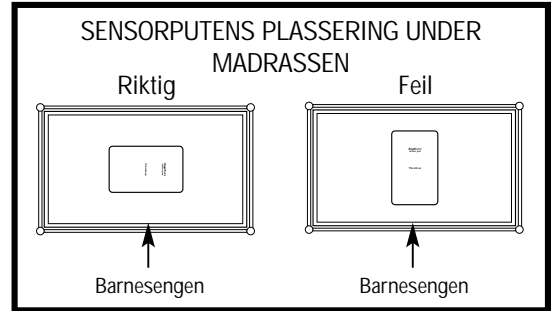 SENSORPUTENS PLASSERING UNDER
MADRASSEN
Riktig
Feil
Barnesengen
Barnesengen